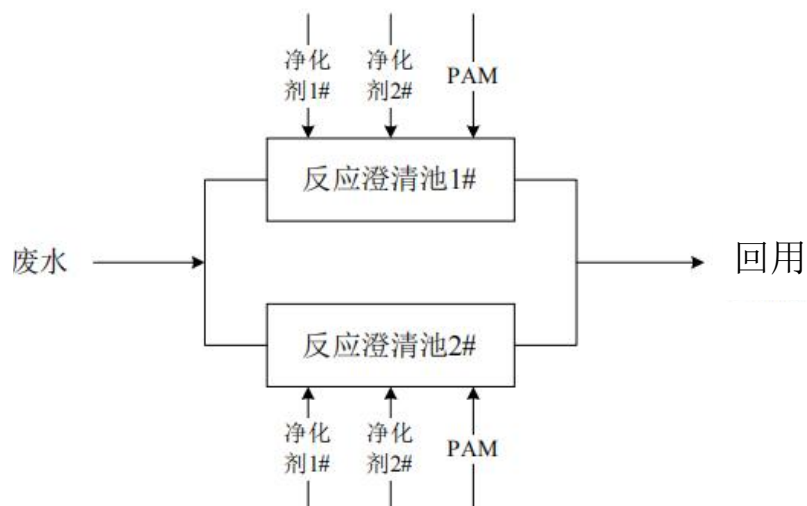 净化
剂1#
净化
剂2#
PAM
反应澄清池1#
废水
回用
反应澄清池2#
净化
剂1#
净化
剂2#
PAM